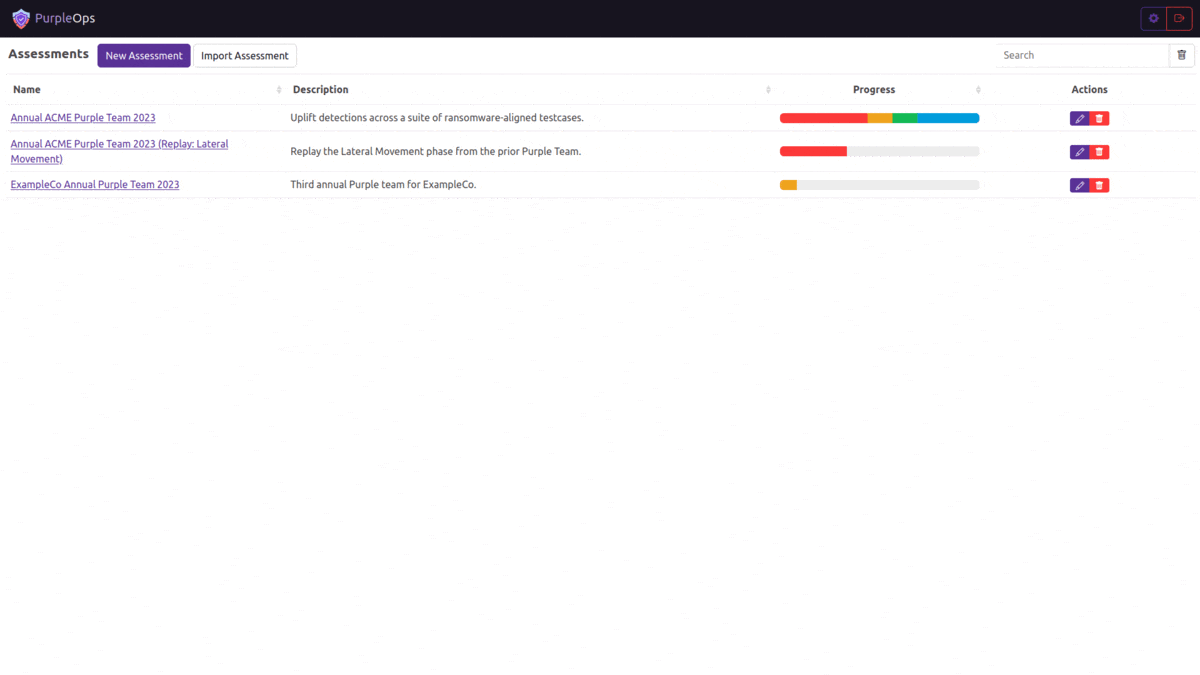 PurpleOps
Assessments New Assessment Import Assessment Search
Name Description Progress Actions
Annual ACME Purple Team 2023 Uplift detections across a suite of ransomware-aligned testcases.
Annual ACME Purple Team 2023 (Replay: Lateral
Movement) Replay the Lateral Movement phase from the prior Purple Team.
ExampleCo Annual Purple Team 2023 Third annual Purple team for ExampleCo.